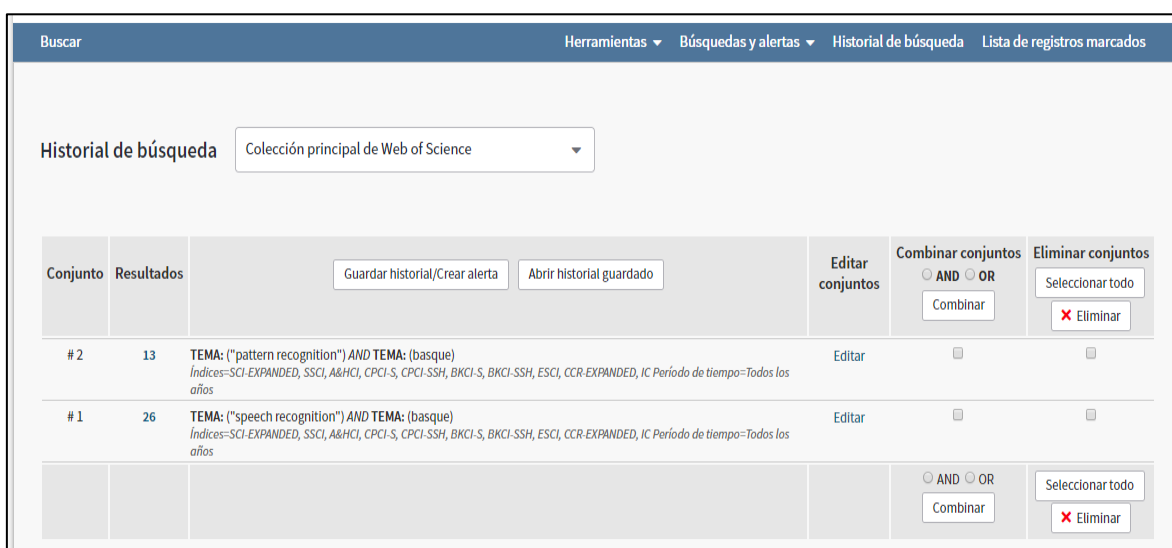 Buscar Herramientas Búsquedas y alertas Historial de búsqueda Lista de registros marcados
Historial de búsqueda Colección principal de Web of Science
Conjunto Resultados Guardar historial/Crear alerta Abrir historial guardado Editar conjuntos Combinar conjuntos Eliminar conjuntos
AND OR Seleccionar todo
Combinar Eliminar
# 2 13 TEMA: ("pattern recognition") AND TEMA: (basque) Editar
Índices=SCI-EXPANDED, SSCI, A&HCI, CPCI-S, CPCI-SSH, BKCI-S, BKCI-SSH, ESCI, CCR-EXPANDED, IC Período de tiempo=Todos los
años
# 1 26 TEMA: ("speech recognition") AND TEMA: (basque) Editar
Índices=SCI-EXPANDED, SSCI, A&HCI, CPCI-S, CPCI-SSH, BKCI-S, BKCI-SSH, ESCI, CCR-EXPANDED, IC Período de tiempo=Todos los
años
AND OR Seleccionar todo
Combinar Eliminar